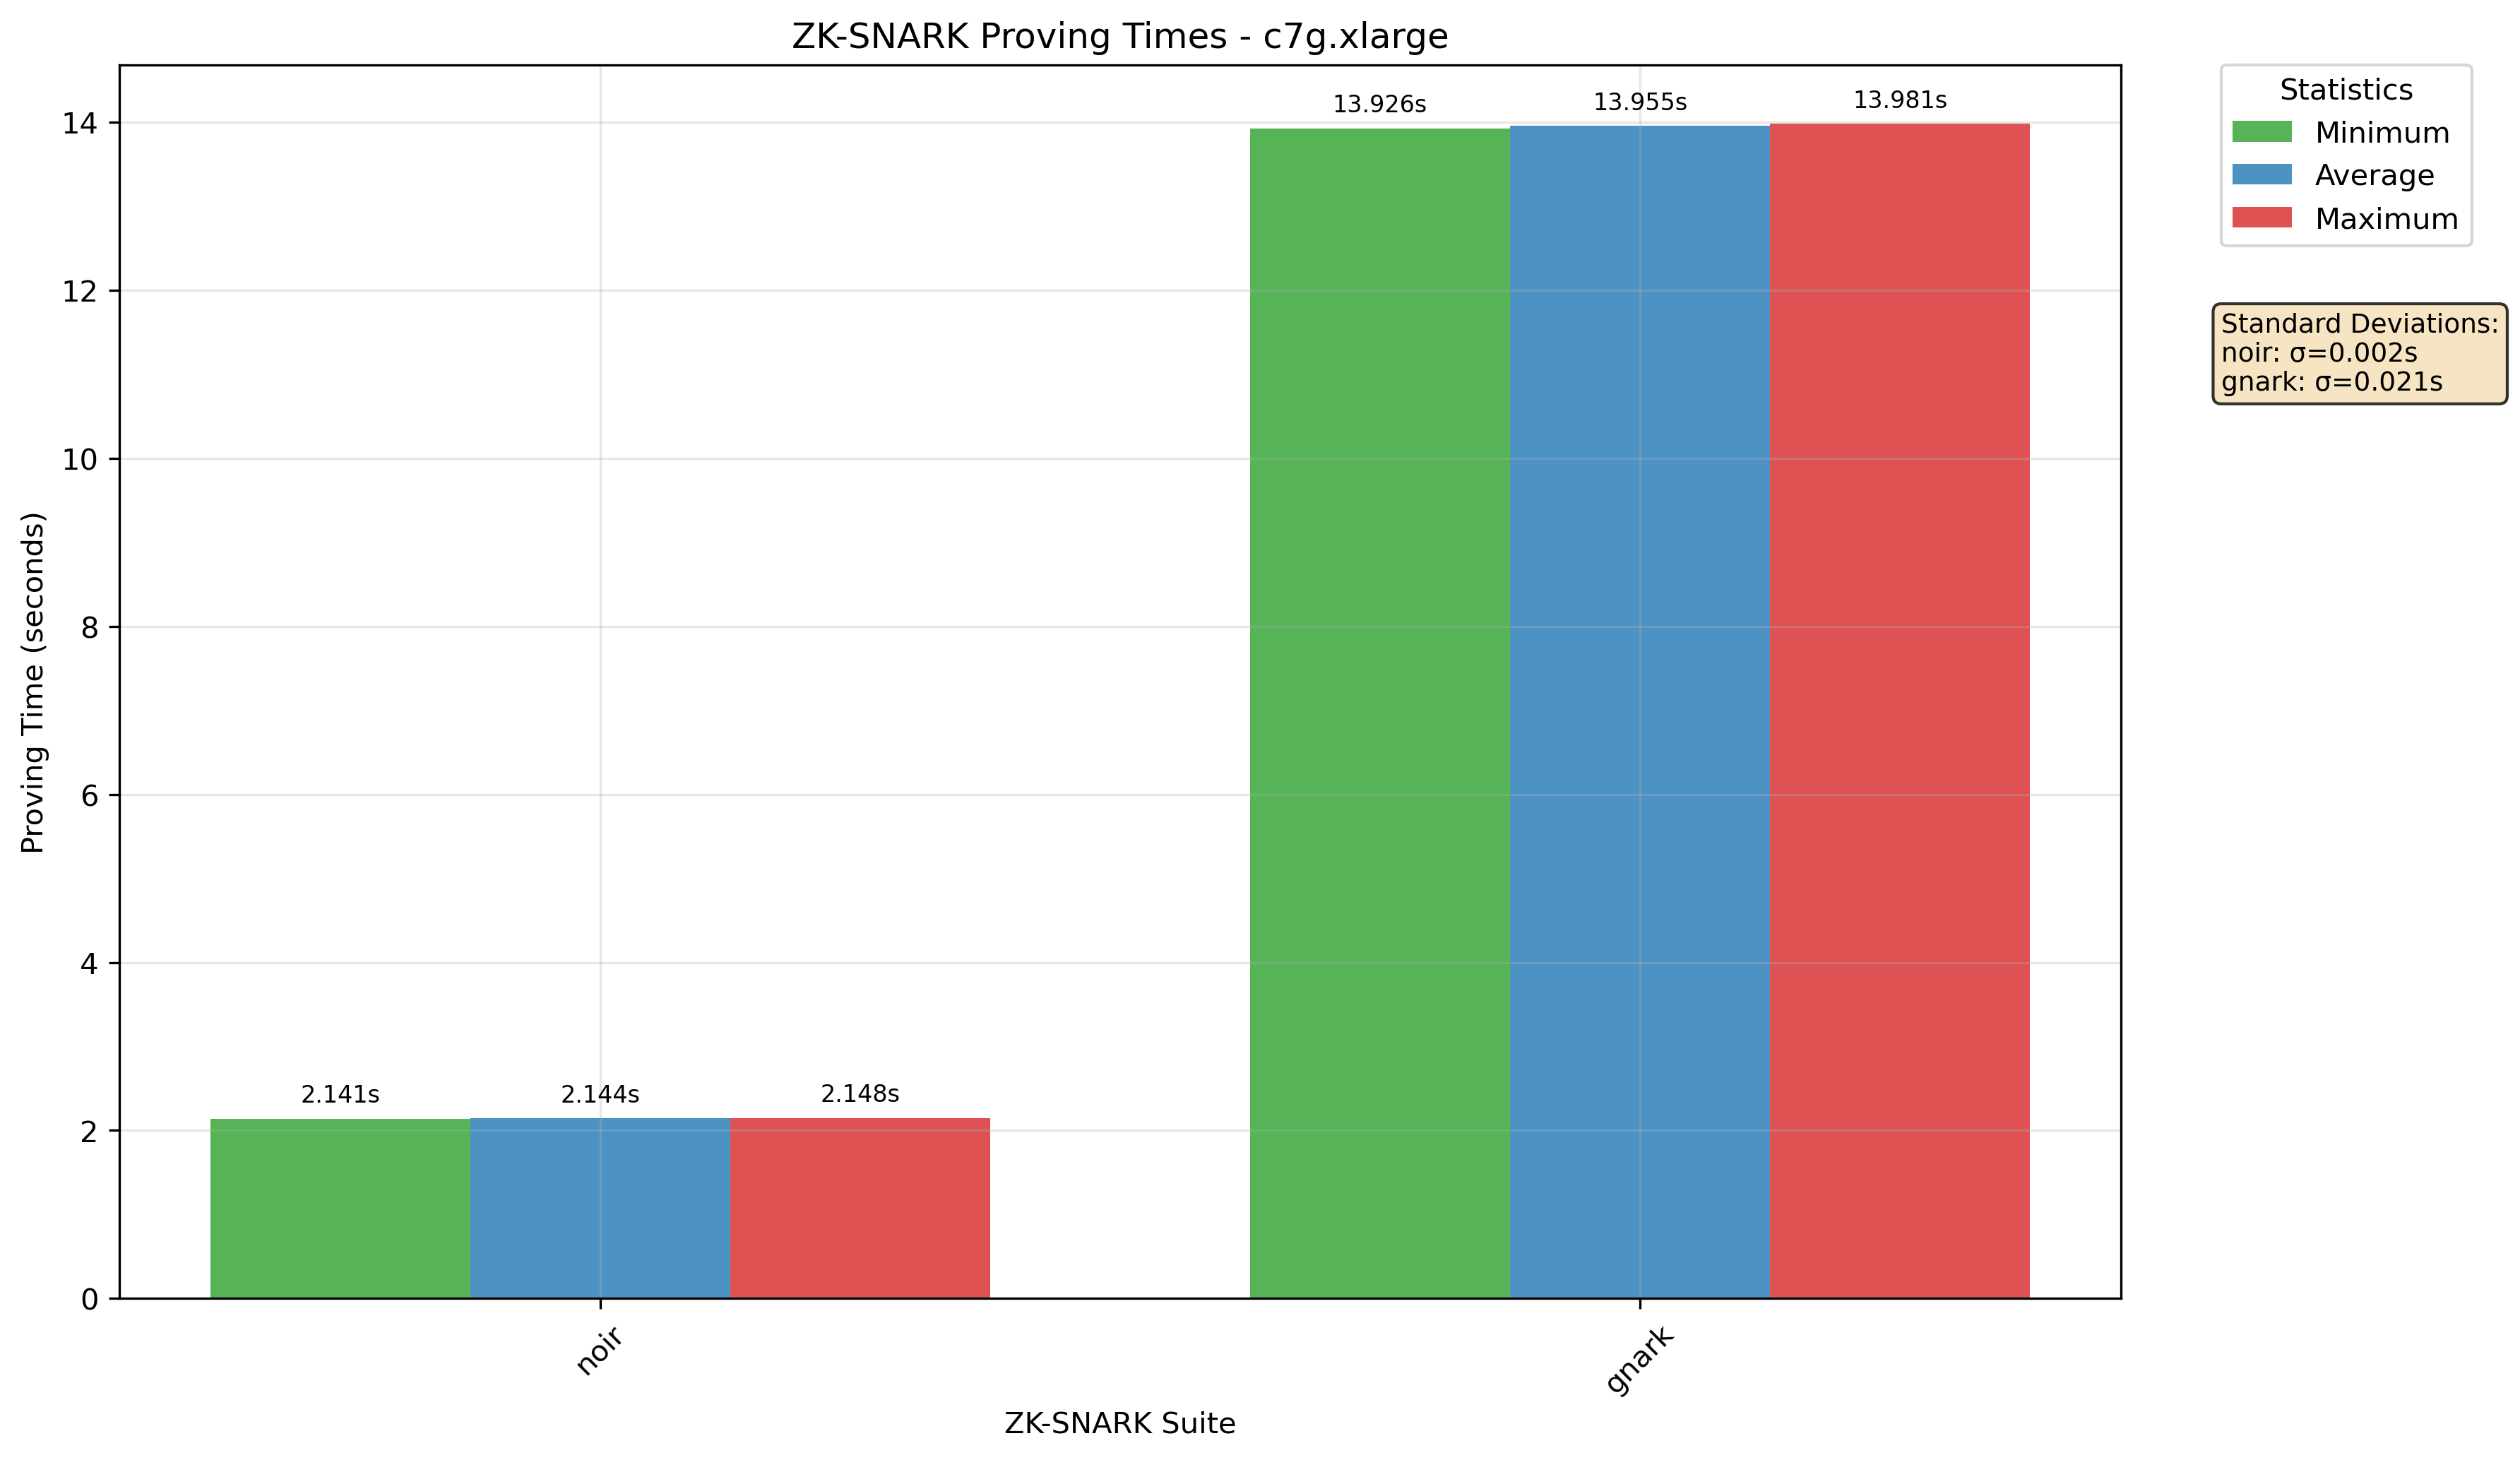 ZK-SNARK Proving Times - c7g.xlarge
Proving Time (seconds)
14
12
10
8
6
4
2
0
2.141s
2.144s
2.148s
13.926s
13.955s
13.981s
noir
gnark
ZK-SNARK Suite
Statistics
Minimum
Average
Maximum
Standard Deviations:
noir: σ=0.002s
gnark: σ=0.021s